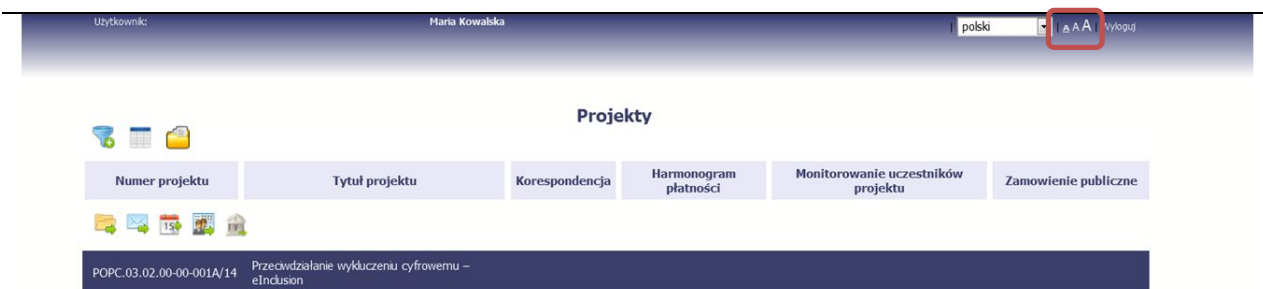 Użytkownik: Maria Kowalska | polski | A A A | Wyloguj
Projekty
Numer projektu Tytuł projektu Korespondencja Harmonogram płatności Monitorowanie uczestników projektu Zamowienie publiczne
15
POPC.03.02.00-00-001A/14 Przeciwdziałanie wykluczeniu cyfrowemu –
eInclusion